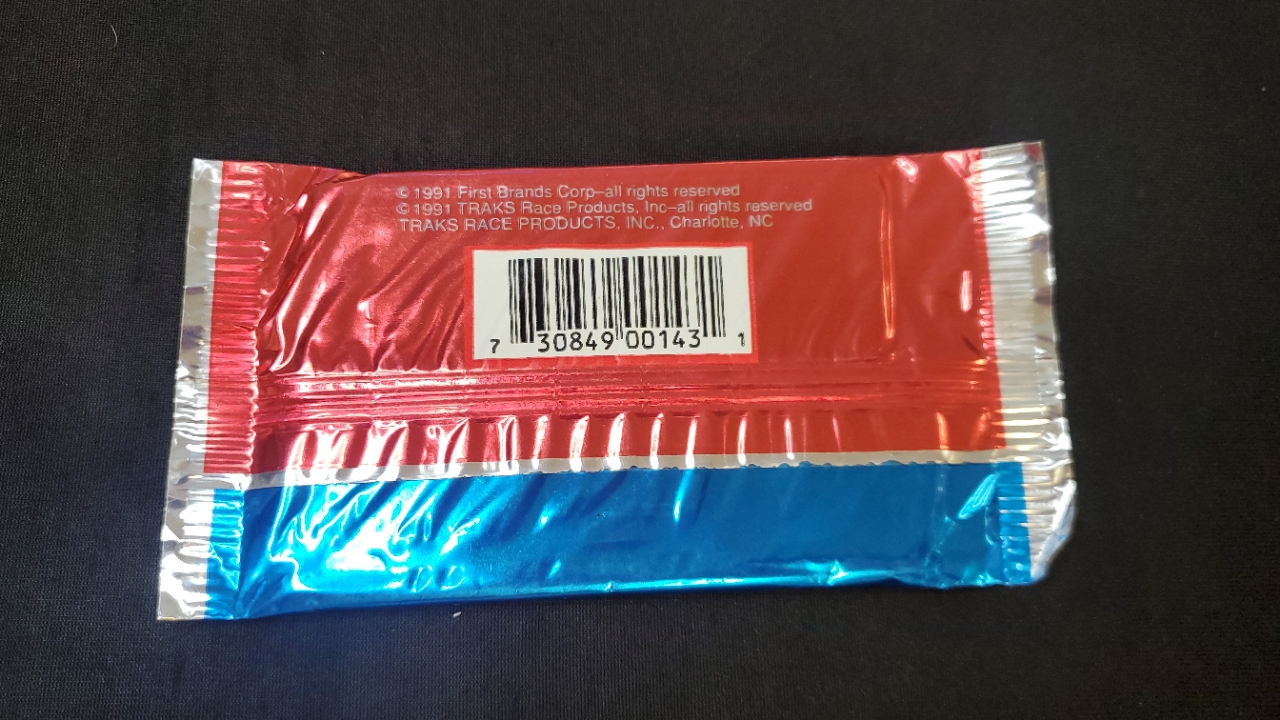 © 1991 First Brands Corp–all rights reserved
© 1991 TRAKS Race Products, Inc–all rights reserved
TRAKS RACE PRODUCTS, INC., Charlotte, NC
7 30849 00143 1